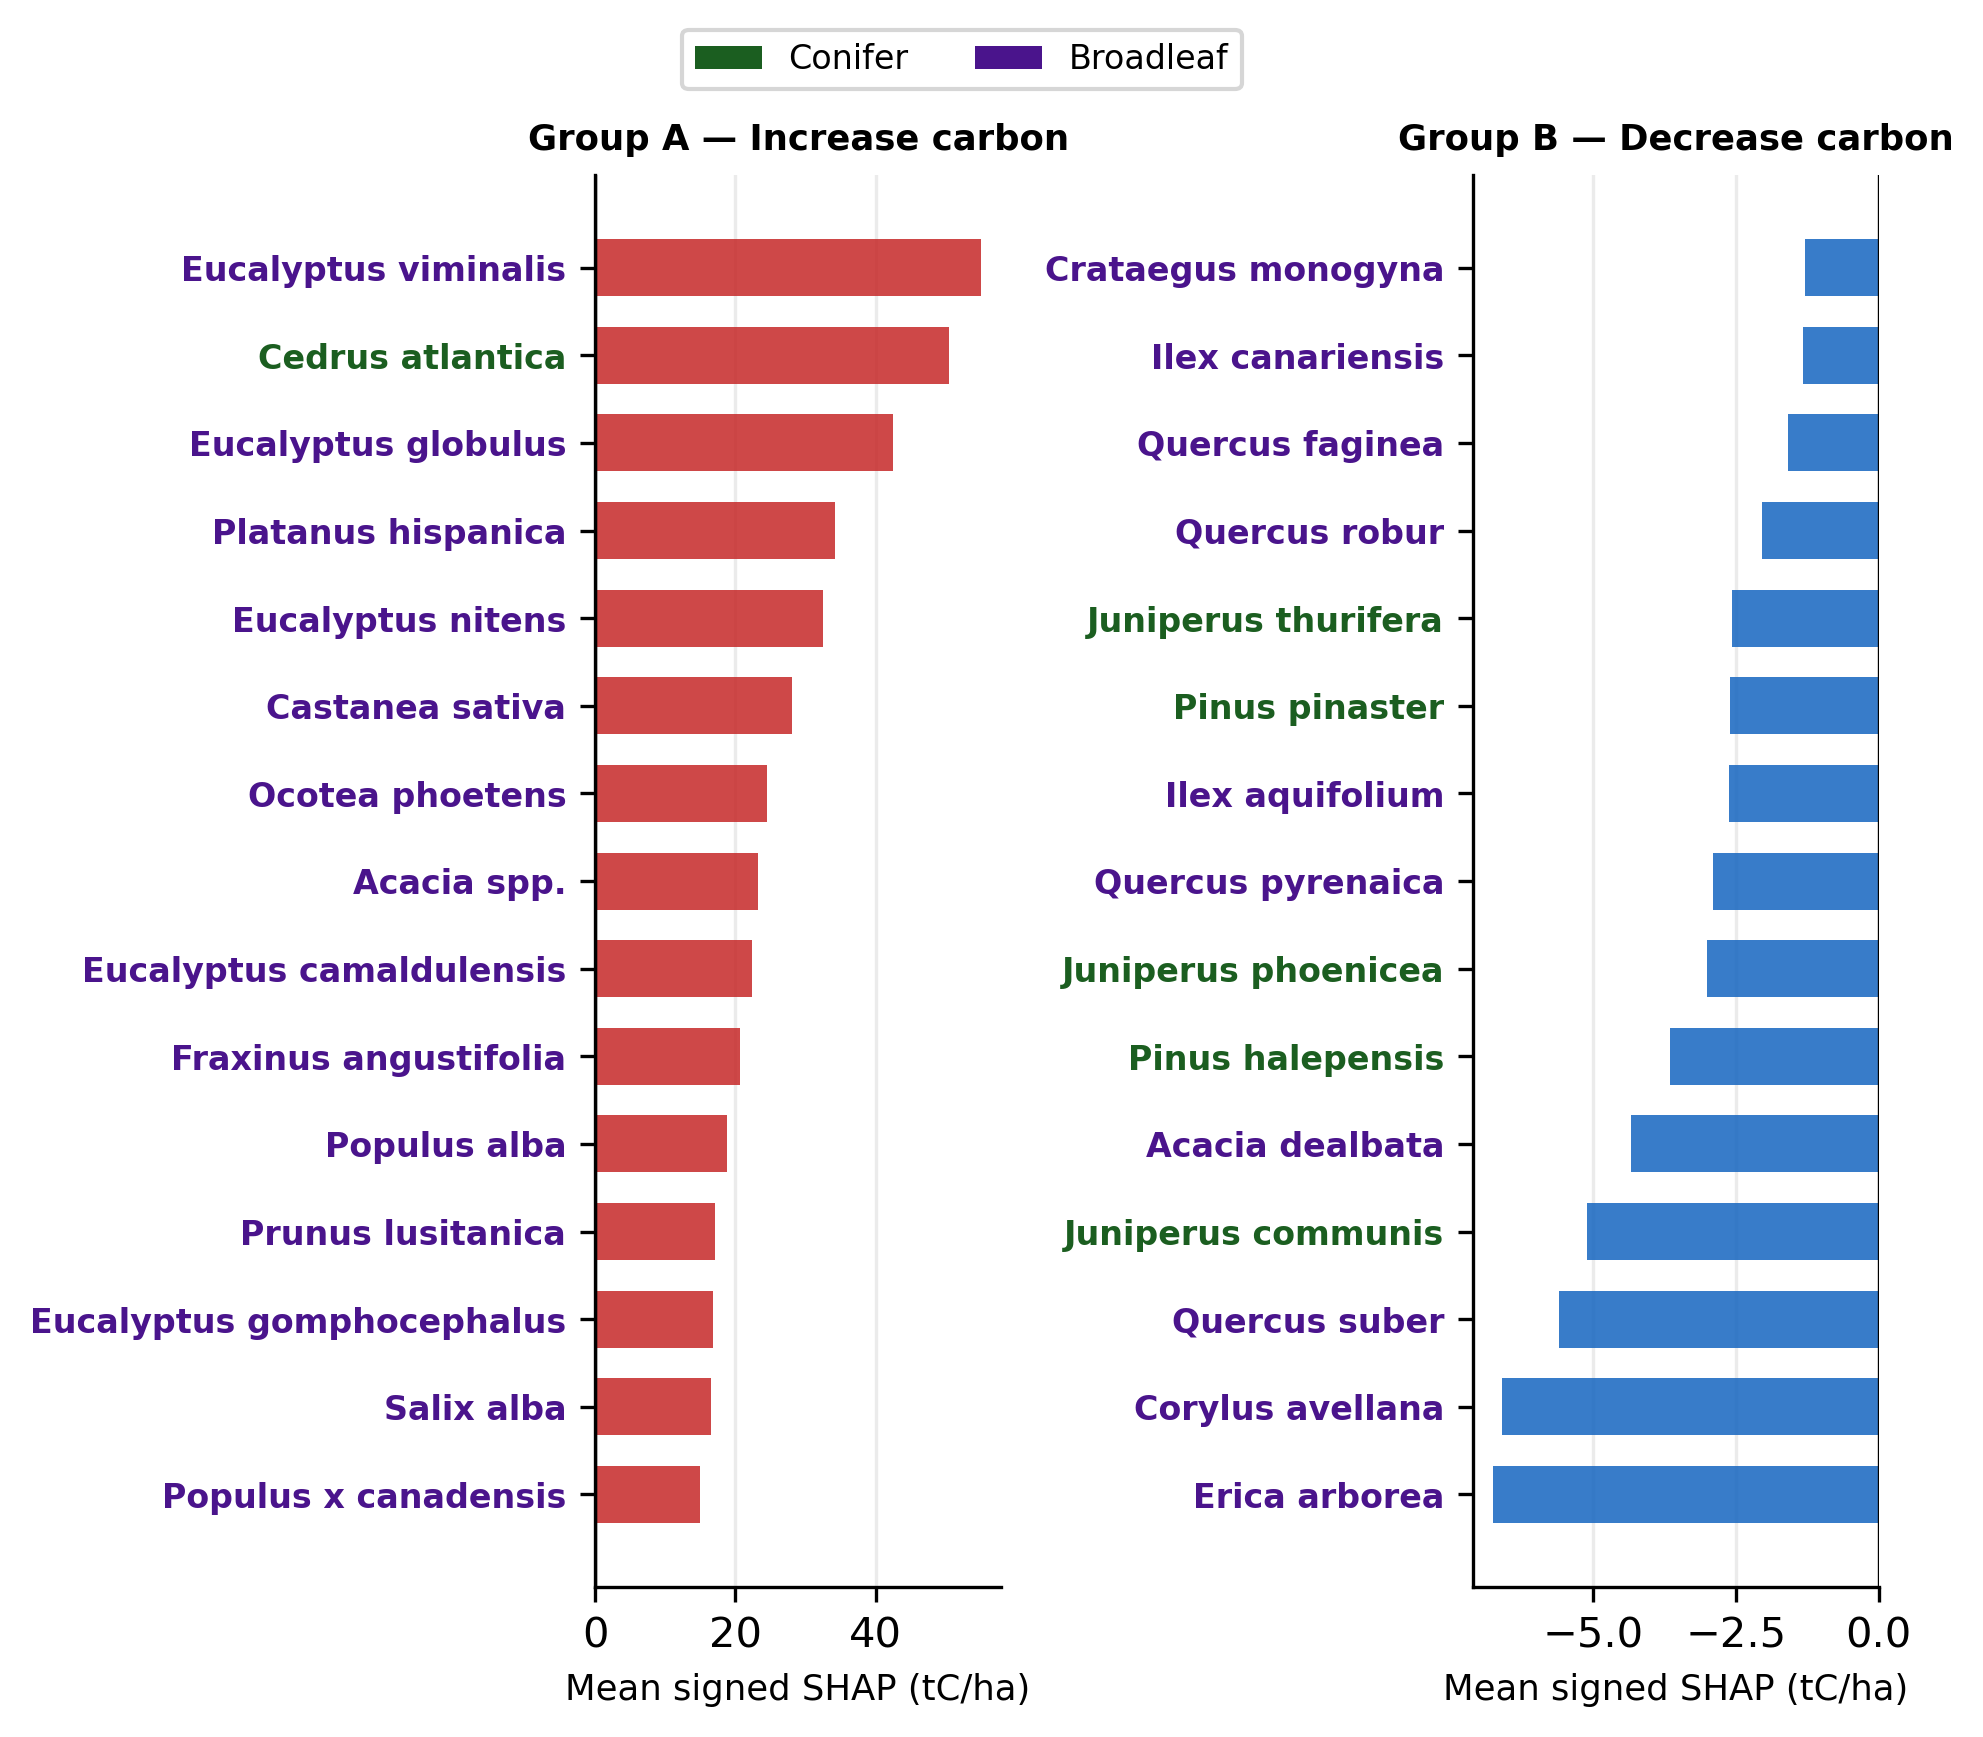 Conifer
Broadleaf
Group A — Increase carbon
Eucalyptus viminalis
Cedrus atlantica
Eucalyptus globulus
Platanus hispanica
Eucalyptus nitens
Castanea sativa
Ocotea phoetens
Acacia spp.
Eucalyptus camaldulensis
Fraxinus angustifolia
Populus alba
Prunus lusitanica
Eucalyptus gomphocephalus
Salix alba
Populus x canadensis
0 20 40
Mean signed SHAP (tC/ha)
Group B — Decrease carbon
Crataegus monogyna
Ilex canariensis
Quercus faginea
Quercus robur
Juniperus thurifera
Pinus pinaster
Ilex aquifolium
Quercus pyrenaica
Juniperus phoenicea
Pinus halepensis
Acacia dealbata
Juniperus communis
Quercus suber
Corylus avellana
Erica arborea
−5.0 −2.5 0.0
Mean signed SHAP (tC/ha)